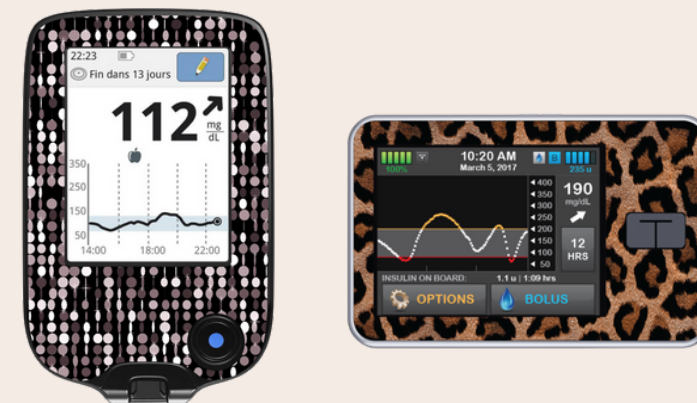 22:23
Fin dans 13 jours
112
mg
dL
350
250
150
50
14:00
18:00
22:00
10:20 AM
March 5, 2017
100%
B
235 u
400
350
300
250
200
150
100
50
190
mg/dL
12
HRS
INSULIN ON BOARD:
1.1 u | 1:09 hrs
OPTIONS
BOLUS